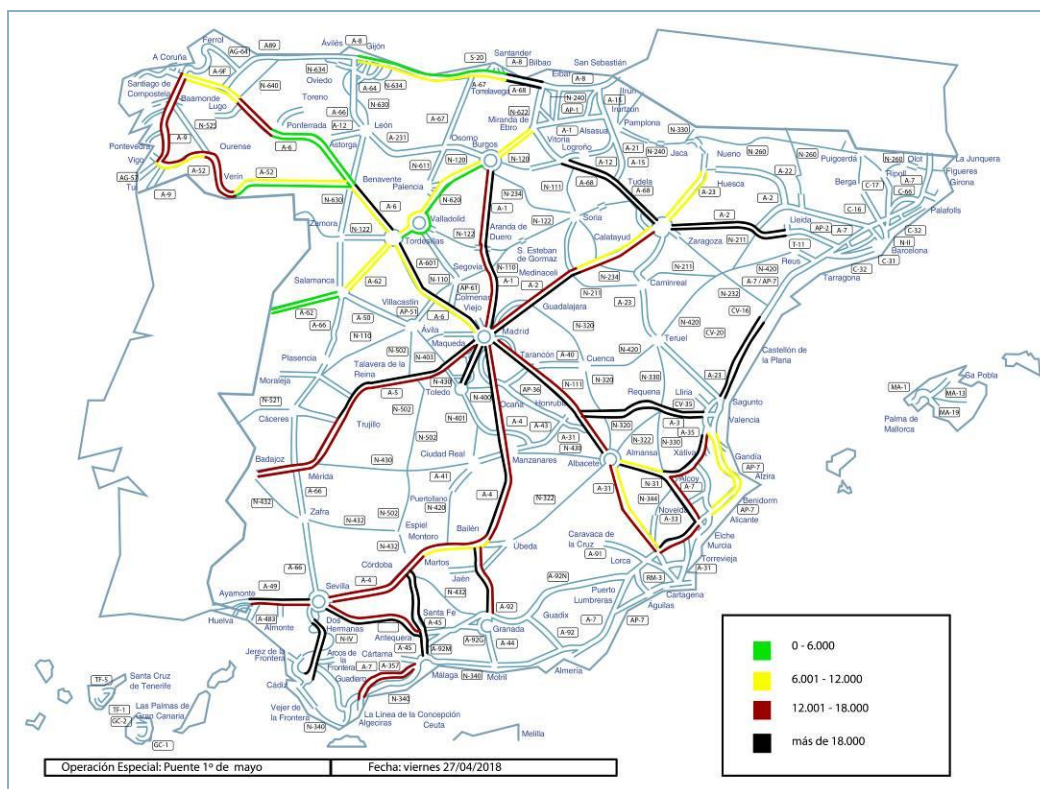 Ferrol
AG-64
A89
Avilés
A-8
Gijón
S-20
Santander
A-8
Bilbao
San Sebastián
A Coruña
A-9F
N-634
Oviedo
A-64
N-634
A-67
Torrelavega
A-68
Eibar
A-8
Irún
Santiago de
Compostela
Baamonde
Lugo
N-640
Toreno
A-66
N-630
N-240
AP-1
A-15
Irurtzun
N-622
Miranda de
Ebro
Pamplona
N-525
Ponferrada
A-12
León
A-67
Osorno
Burgos
A-1
Alsasua
N-330
Astorga
A-231
Vitoria
Logroño
A-21
N-240
A-15
Jaca
Nueno
N-260
N-260
N-260
Olot
La Junquera
Pontevedra
A-9
Ourense
A-6
N-611
N-120
N-120
A-12
Puigcerdá
Ripoll
A-7
Figueres
Vigo
A-52
A-52
Benavente
Palencia
N-111
A-68
Tudela
A-68
Huesca
A-22
Berga
C-17
C-66
Girona
AG-57
Tui
Verín
N-630
A-6
N-620
N-234
A-1
A-23
A-2
C-16
Palafolls
A-9
Zamora
N-122
Valladolid
Aranda
de Duero
N-122
Soria
A-2
Lleida
AP-2
A-7
C-32
N-II
Tordesillas
N-122
Calatayud
Zaragoza
N-211
T-11
Barcelona
A-601
S. Esteban
de Gormaz
Reus
C-31
Salamanca
A-62
N-110
Segovia
N-110
Medinaceli
N-234
N-211
N-420
C-32
Tarragona
Villacastín
AP-61
A-1
A-2
N-211
Caminreal
A-7 / AP-7
A-62
A-50
AP-51
A-6
Colmenar
Viejo
Guadalajara
A-23
N-232
CV-16
A-66
N-110
Ávila
Madrid
N-320
N-420
CV-20
N-502
Maqueda
Tarancón
N-420
Teruel
Castellón de
la Plana
Plasencia
N-403
A-40
Cuenca
Talavera de la
Reina
N-430
AP-36
N-320
Sa Pobla
Moraleja
Toledo
N-400
N-111
N-330
A-23
MA-1
MA-13
A-5
Ocaña
Honrubia
Requena
Lliria
Sagunto
N-521
N-502
CV-35
Palma de
Mallorca
MA-19
Cáceres
Trujillo
N-401
A-4
A-43
N-320
A-3
Valencia
A-31
N-322
N-330
A-35
N-502
N-430
Almansa
Xátiva
Gandía
Badajoz
N-430
Ciudad Real
Manzanares
Albacete
Alcoy
AP-7
Alzira
Mérida
A-41
A-31
N-31
A-7
N-432
A-66
Puertollano
A-4
N-322
N-344
Novelda
Benidorm
N-420
A-33
AP-7
Zafra
N-502
Alicante
N-432
Espiel
Bailén
Caravaca de
la Cruz
Elche
Montoro
Murcia
N-432
Úbeda
A-91
Torrevieja
A-66
Córdoba
Martos
Lorca
A-31
Sevilla
A-4
Jaén
A-92N
RM-3
A-49
N-432
Puerto
Lumbreras
Cartagena
Ayamonte
Santa Fe
A-92
Águilas
Huelva
A-483
Dos
Hermanas
A-45
Guadix
A-7
AP-7
Almonte
N-IV
Antequera
A-92G
Granada
A-92
A-45
A-44
Jerez de la
Frontera
Arcos de
la Frontera
Cártama
A-92M
A-7
A-357
Almería
Cádiz
Guadaro
Málaga
N-340
Motril
TF-5
Santa Cruz
de Tenerife
N-340
Vejer de
la Frontera
La Linea de la Concepción
TF-1
Las Palmas de
Gran Canaria
Algeciras
Ceuta
GC-2
N-340
Melilla
GC-1
0 - 6.000
6.001 - 12.000
12.001 - 18.000
más de 18.000
Operación Especial: Puente 1º de mayo
Fecha: viernes 27/04/2018